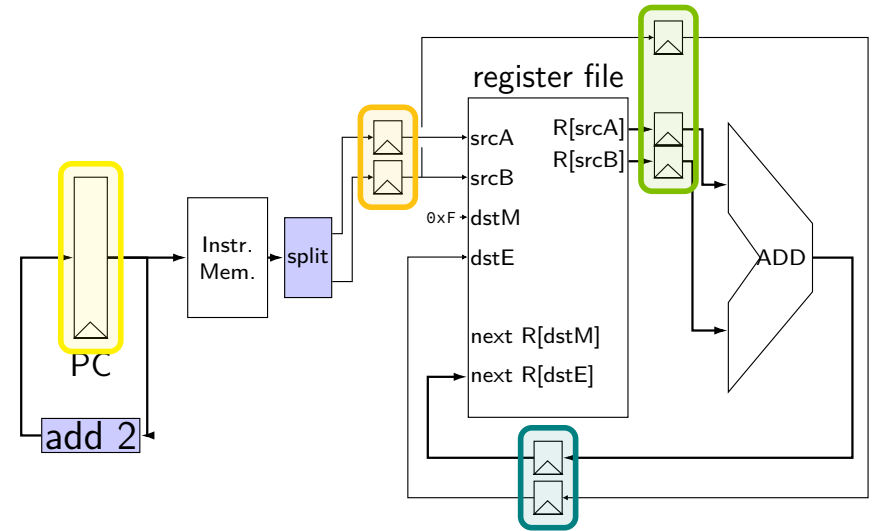 register file
srcA
R[srcA]
srcB
R[srcB]
0xF
dstM
dstE
Instr.
Mem.
split
ADD
next R[dstM]
next R[dstE]
PC
add 2